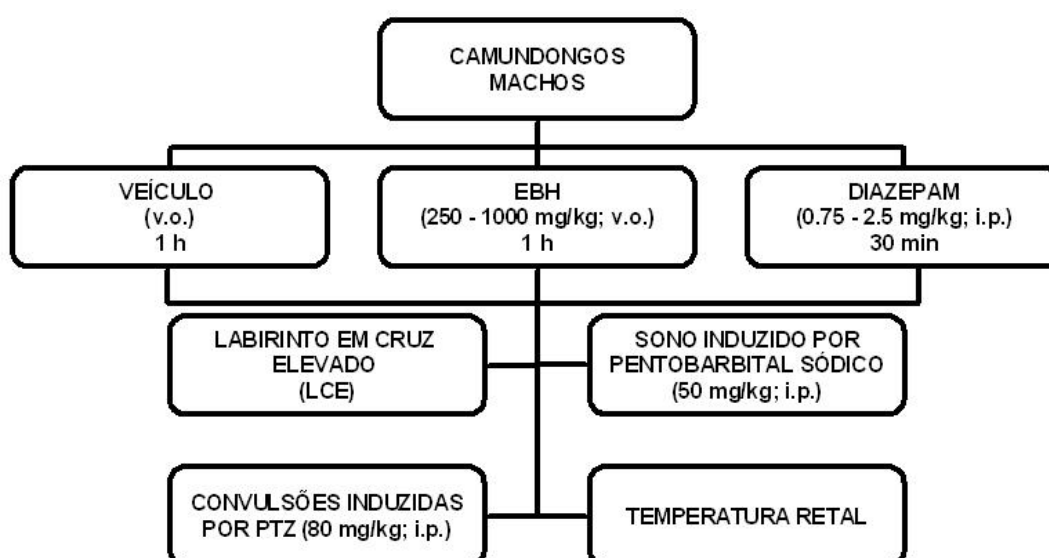 CAMUNDONGOS
MACHOS
VEÍCULO
(v.o.)
1 h
EBH
(250 - 1000 mg/kg; v.o.)
1 h
DIAZEPAM
(0.75 - 2.5 mg/kg; i.p.)
30 min
LABIRINTO EM CRUZ
ELEVADO
(LCE)
SONO INDUZIDO POR
PENTOBARBITAL SÓDICO
(50 mg/kg; i.p.)
CONVULSÕES INDUZIDAS
POR PTZ (80 mg/kg; i.p.)
TEMPERATURA RETAL